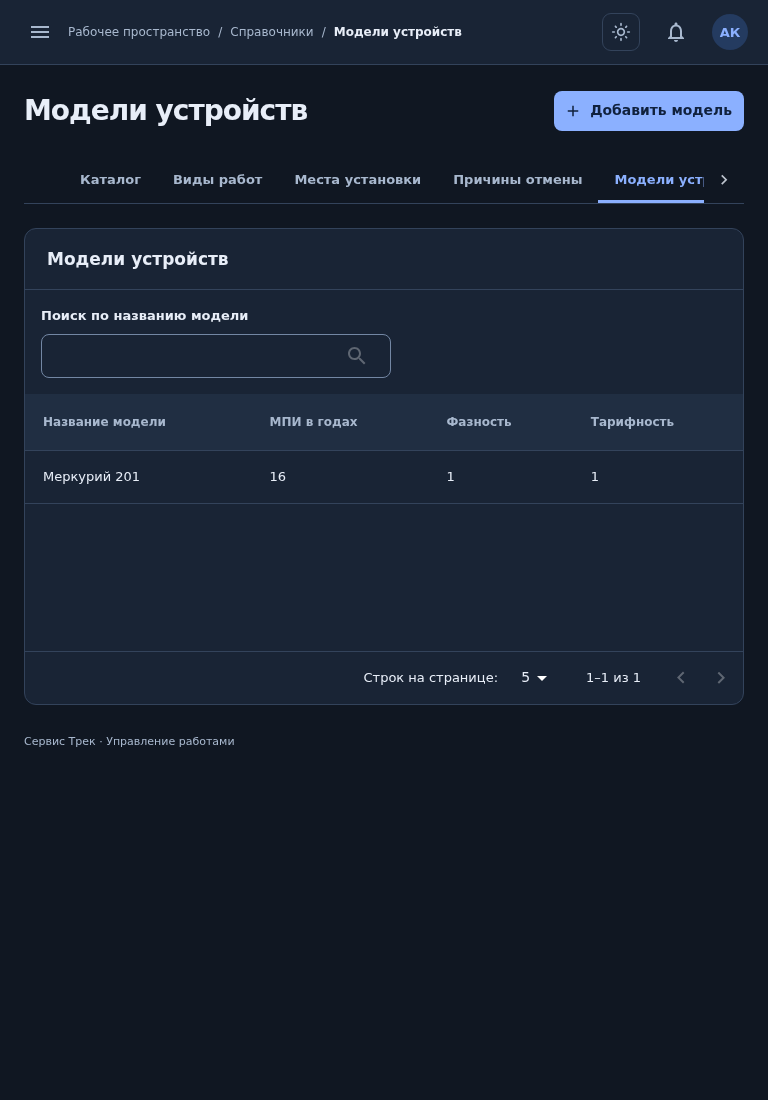 Рабочее пространство / Справочники / Модели устройств
АК
Модели устройств
+ Добавить модель
Каталог Виды работ Места установки Причины отмены Модели уст
Модели устройств
Поиск по названию модели
Название модели МПИ в годах Фазность Тарифность
Меркурий 201 16 1 1
Строк на странице: 5 1–1 из 1
Сервис Трек · Управление работами